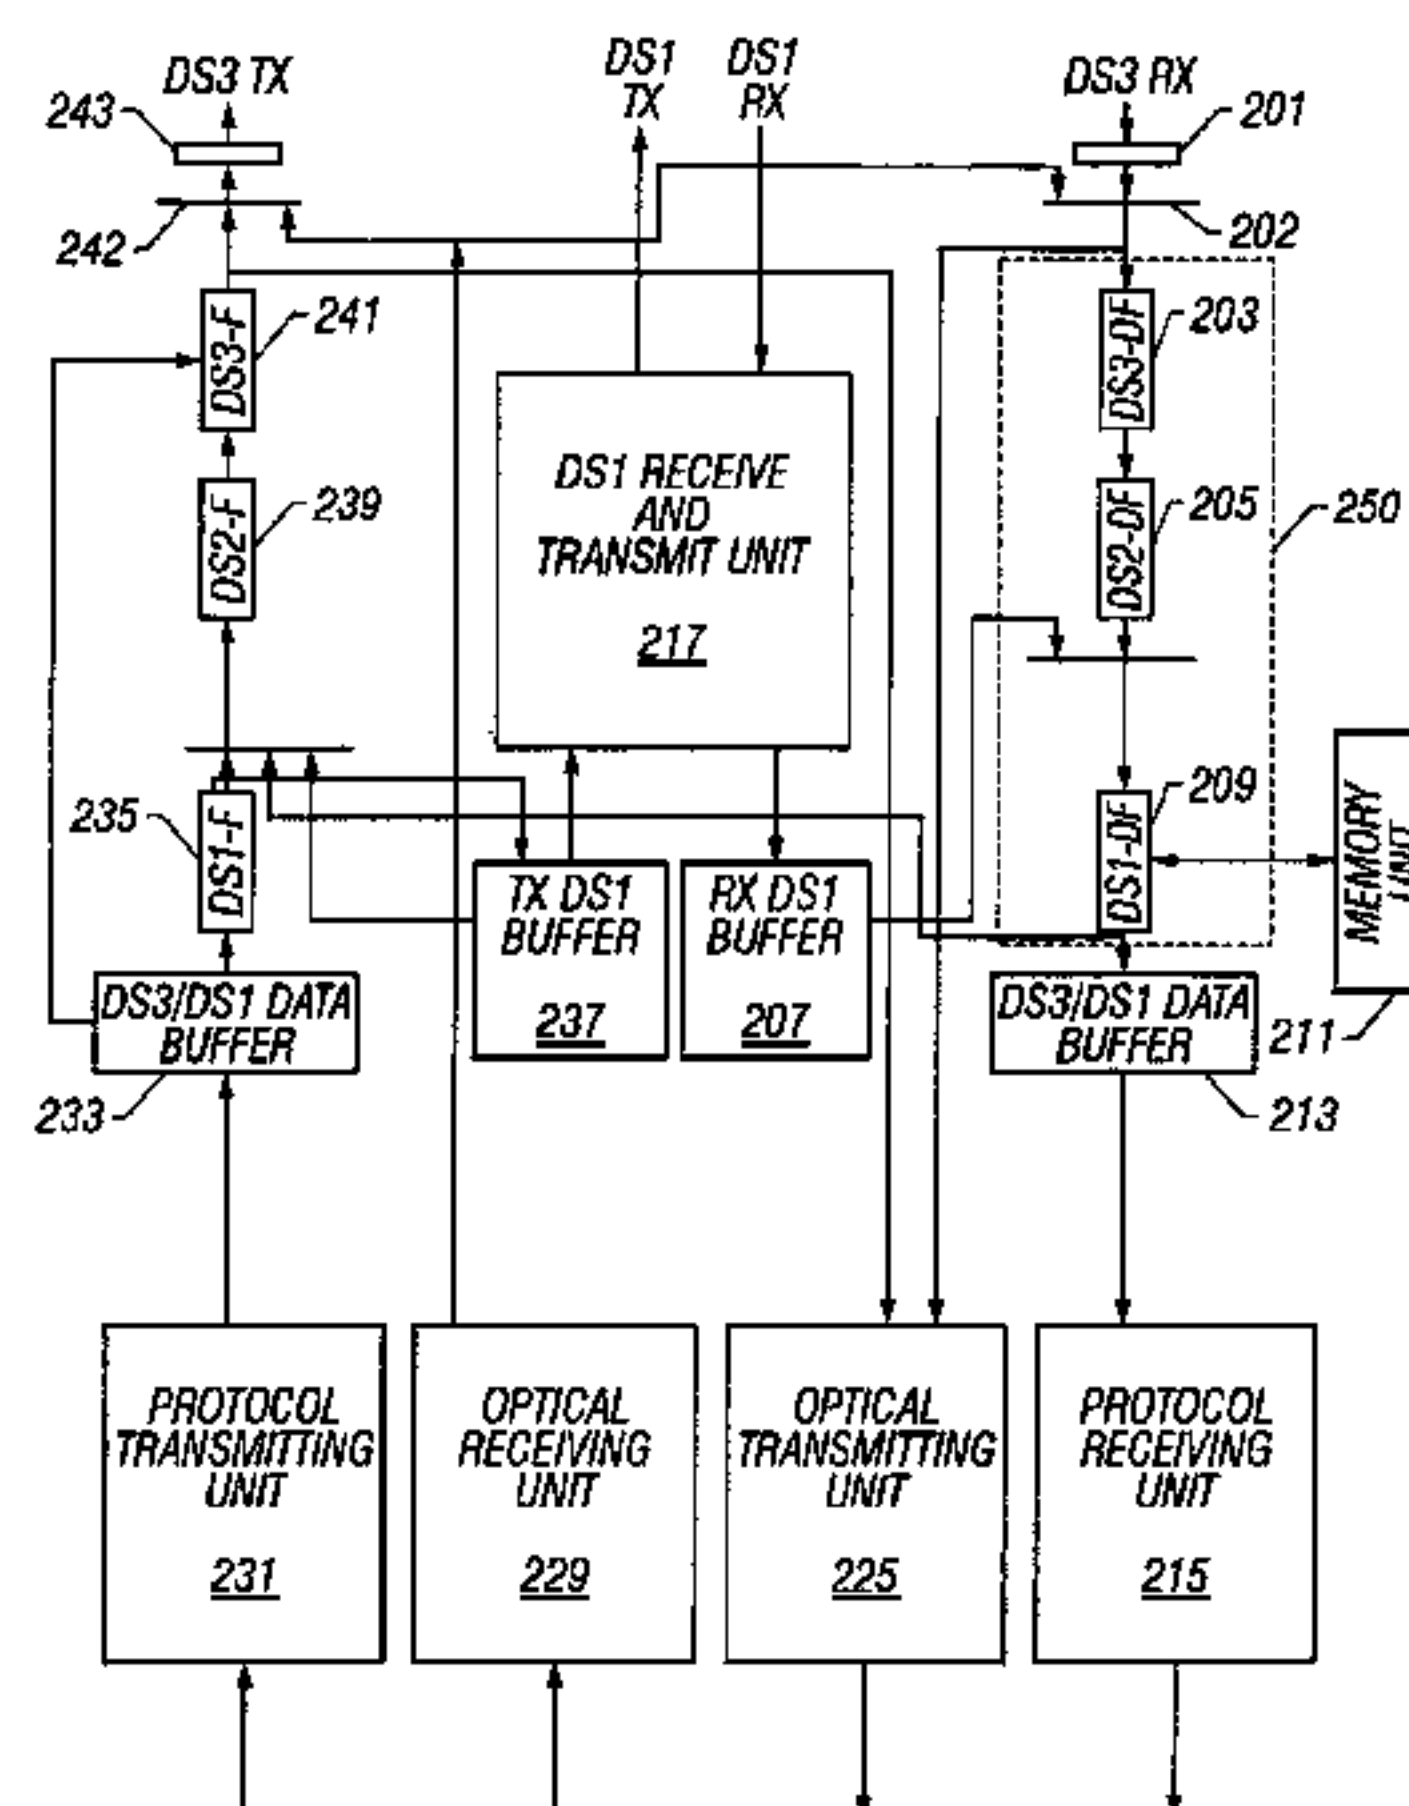 DS3 TX
DS1
TX
DS1
RX
DS3 RX
243
201
242
202
DS3-F
241
DS3-DF
203
DS2-F
239
DS2-DF
205
250
DS1 RECEIVE
AND
TRANSMIT UNIT
217
235
DS1-F
DS1-DF
209
MEMORY
UNIT
211
TX DS1
BUFFER
237
RX DS1
BUFFER
207
DS3/DS1 DATA
BUFFER
233
DS3/DS1 DATA
BUFFER
213
PROTOCOL
TRANSMITTING
UNIT
231
OPTICAL
RECEIVING
UNIT
229
OPTICAL
TRANSMITTING
UNIT
225
PROTOCOL
RECEIVING
UNIT
215